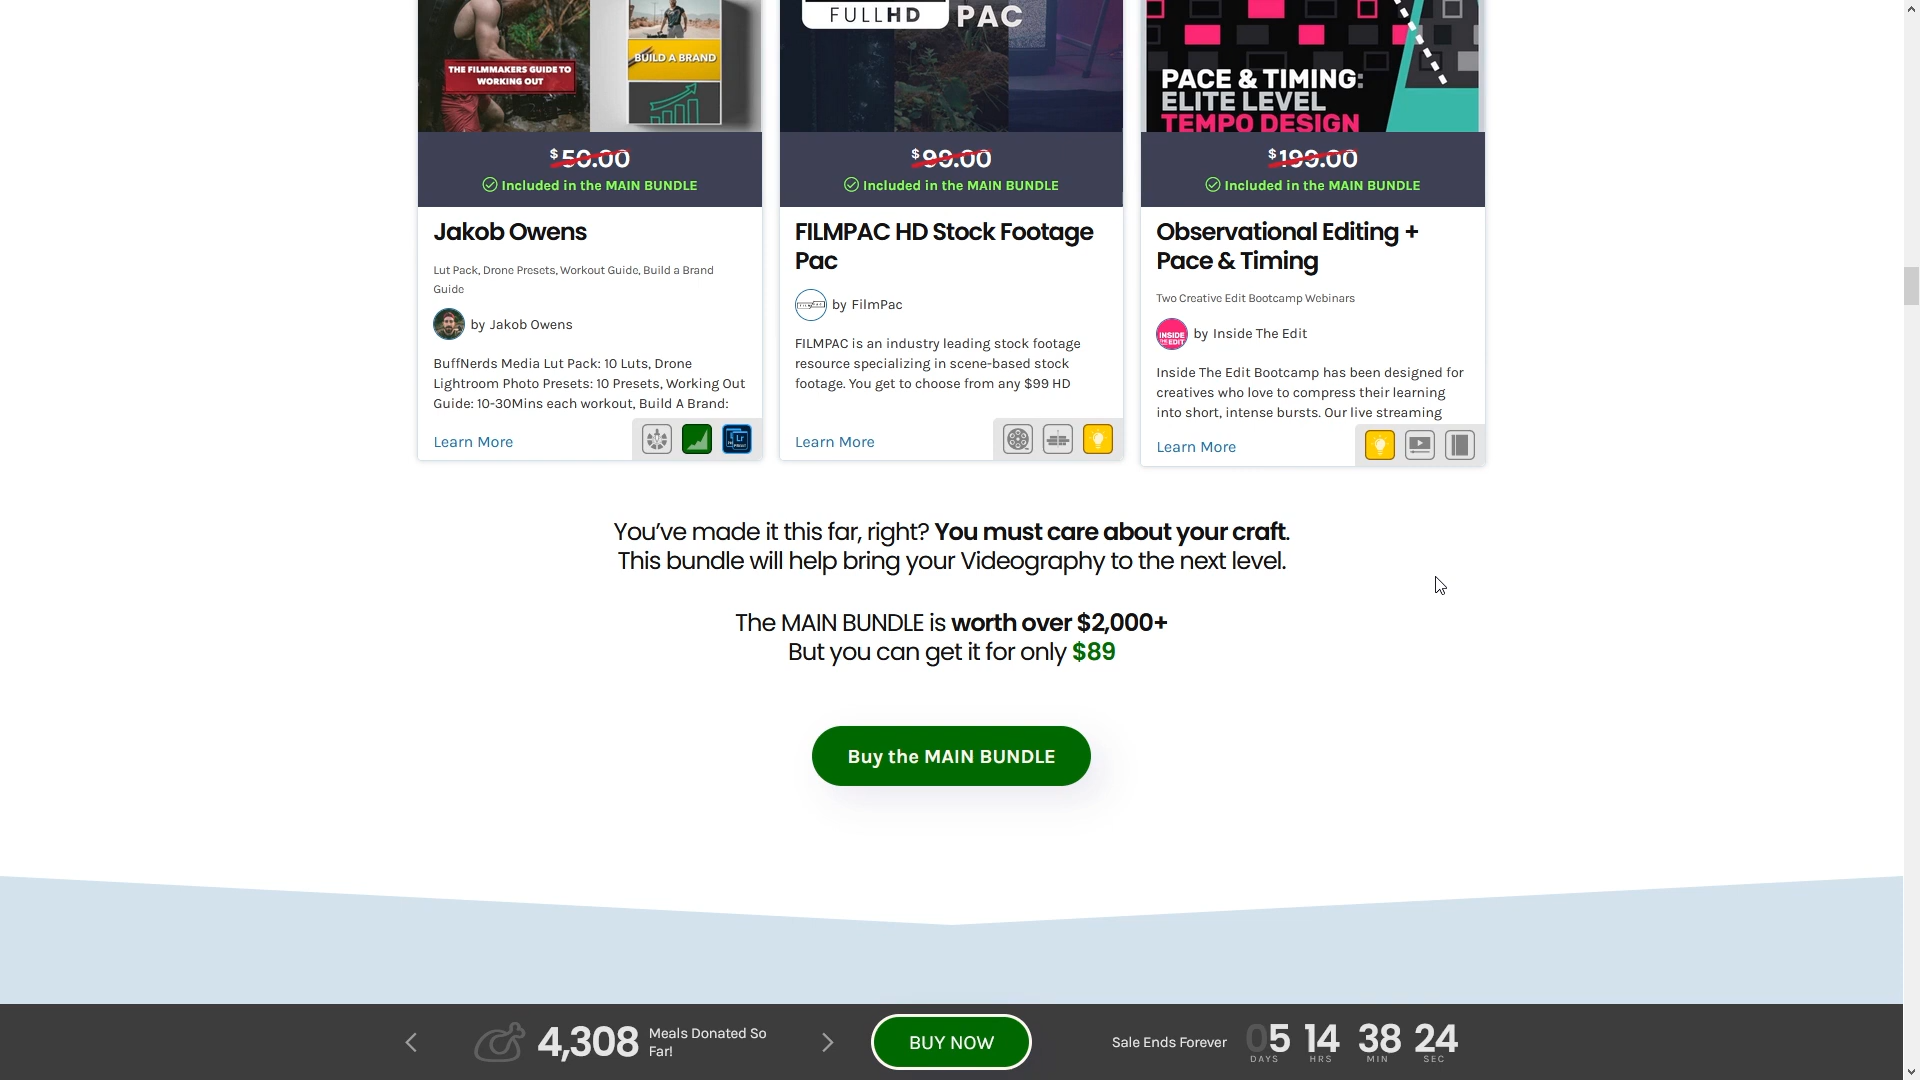 THE FILMMAKERS GUIDE TO
WORKING OUT
BUILD A BRAND
FULLHD
PAC
PACE & TIMING:
ELITE LEVEL
TEMPO DESIGN
$50.00
Included in the MAIN BUNDLE
$99.00
Included in the MAIN BUNDLE
$199.00
Included in the MAIN BUNDLE
Jakob Owens
Lut Pack, Drone Presets, Workout Guide, Build a Brand
Guide
by Jakob Owens
BuffNerds Media Lut Pack: 10 Luts, Drone
Lightroom Photo Presets: 10 Presets, Working Out
Guide: 10-30Mins each workout, Build A Brand:
Learn More
Lr
FILMPAC HD Stock Footage
Pac
by FilmPac
FILMPAC is an industry leading stock footage
resource specializing in scene-based stock
footage. You get to choose from any $99 HD
Learn More
Observational Editing +
Pace & Timing
Two Creative Edit Bootcamp Webinars
INSIDE
THE EDIT
by Inside The Edit
Inside The Edit Bootcamp has been designed for
creatives who love to compress their learning
into short, intense bursts. Our live streaming
Learn More
You’ve made it this far, right? You must care about your craft.
This bundle will help bring your Videography to the next level.
The MAIN BUNDLE is worth over $2,000+
But you can get it for only $89
Buy the MAIN BUNDLE
4,308 Meals Donated So
Far!
BUY NOW
Sale Ends Forever
05 14 38 24
DAYS HRS MIN SEC